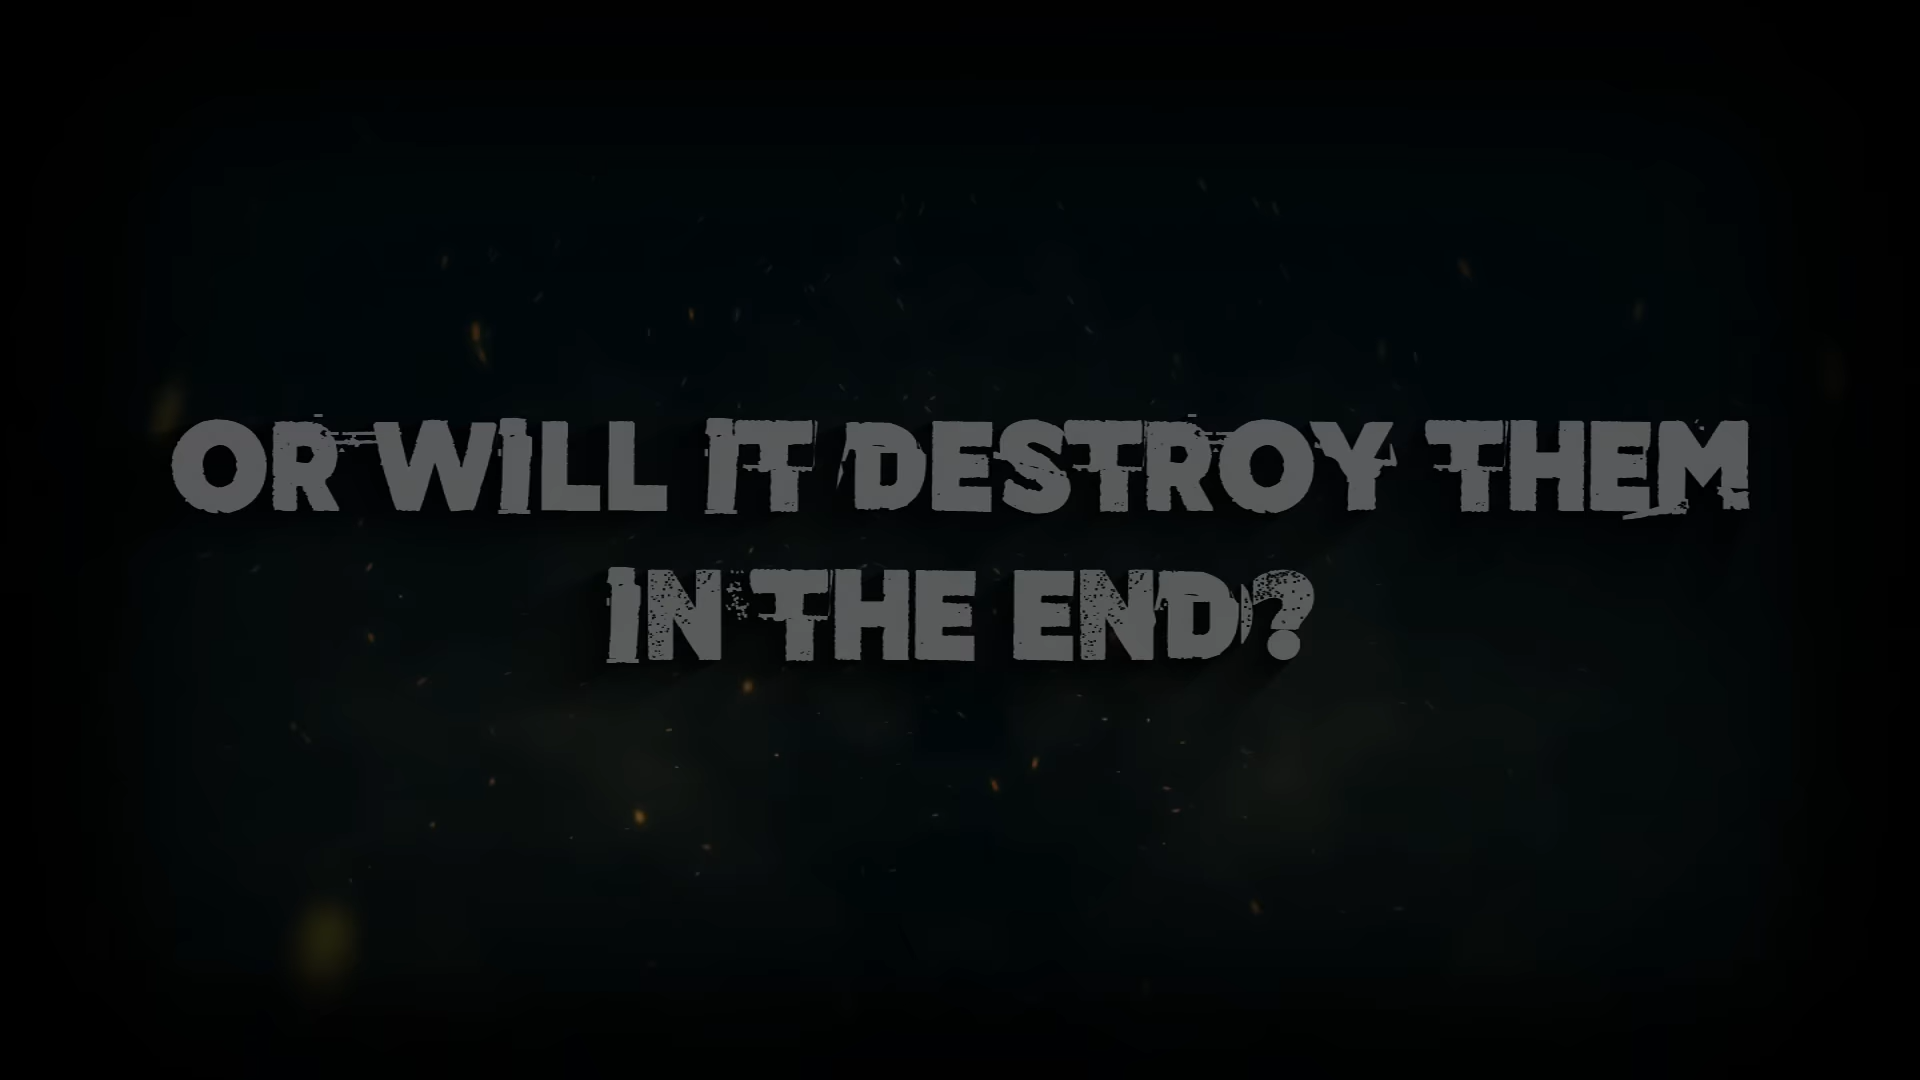 OR WILL IT DESTROY THEM
IN THE END?